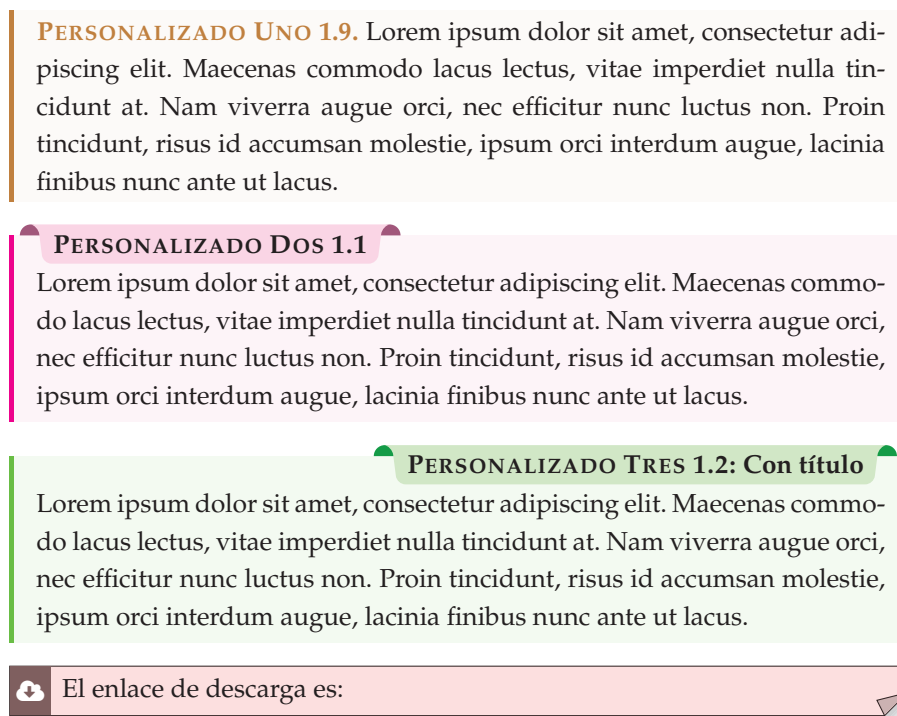 PERSONALIZADO UNO 1.9. Lorem ipsum dolor sit amet, consectetur adi-
piscing elit. Maecenas commodo lacus lectus, vitae imperdiet nulla tin-
cidunt at. Nam viverra augue orci, nec efficitur nunc luctus non. Proin
tincidunt, risus id accumsan molestie, ipsum orci interdum augue, lacinia
finibus nunc ante ut lacus.
PERSONALIZADO DOS 1.1
Lorem ipsum dolor sit amet, consectetur adipiscing elit. Maecenas commo-
do lacus lectus, vitae imperdiet nulla tincidunt at. Nam viverra augue orci,
nec efficitur nunc luctus non. Proin tincidunt, risus id accumsan molestie,
ipsum orci interdum augue, lacinia finibus nunc ante ut lacus.
PERSONALIZADO TRES 1.2: Con título
Lorem ipsum dolor sit amet, consectetur adipiscing elit. Maecenas commo-
do lacus lectus, vitae imperdiet nulla tincidunt at. Nam viverra augue orci,
nec efficitur nunc luctus non. Proin tincidunt, risus id accumsan molestie,
ipsum orci interdum augue, lacinia finibus nunc ante ut lacus.
El enlace de descarga es: